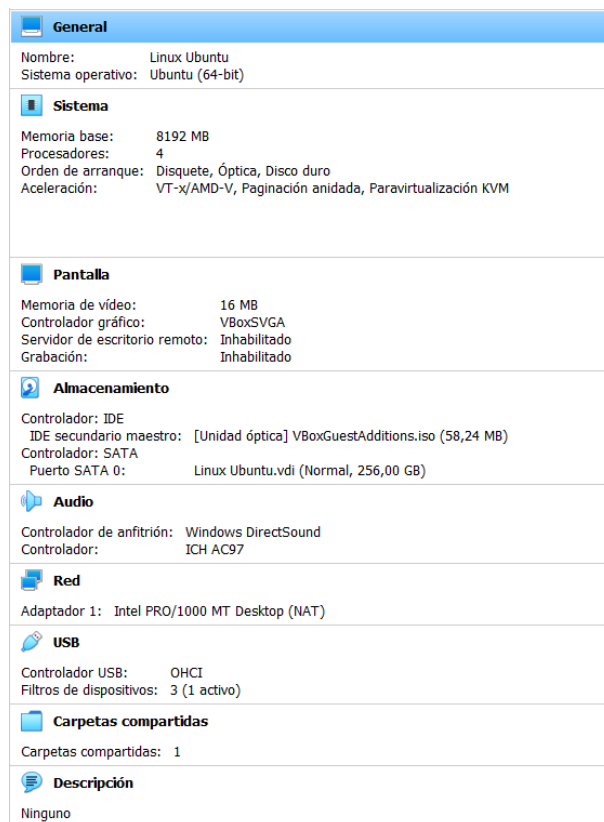 General
Nombre: Linux Ubuntu
Sistema operativo: Ubuntu (64-bit)
Sistema
Memoria base: 8192 MB
Procesadores: 4
Orden de arranque: Disquete, Óptica, Disco duro
Aceleración: VT-x/AMD-V, Paginación anidada, Paravirtualización KVM
Pantalla
Memoria de vídeo: 16 MB
Controlador gráfico: VBoxSVGA
Servidor de escritorio remoto: Inhabilitado
Grabación: Inhabilitado
Almacenamiento
Controlador: IDE
IDE secundario maestro: [Unidad óptica] VBoxGuestAdditions.iso (58,24 MB)
Controlador: SATA
Puerto SATA 0: Linux Ubuntu.vdi (Normal, 256,00 GB)
Audio
Controlador de anfitrión: Windows DirectSound
Controlador: ICH AC97
Red
Adaptador 1: Intel PRO/1000 MT Desktop (NAT)
USB
Controlador USB: OHCI
Filtros de dispositivos: 3 (1 activo)
Carpetas compartidas
Carpetas compartidas: 1
Descripción
Ninguno